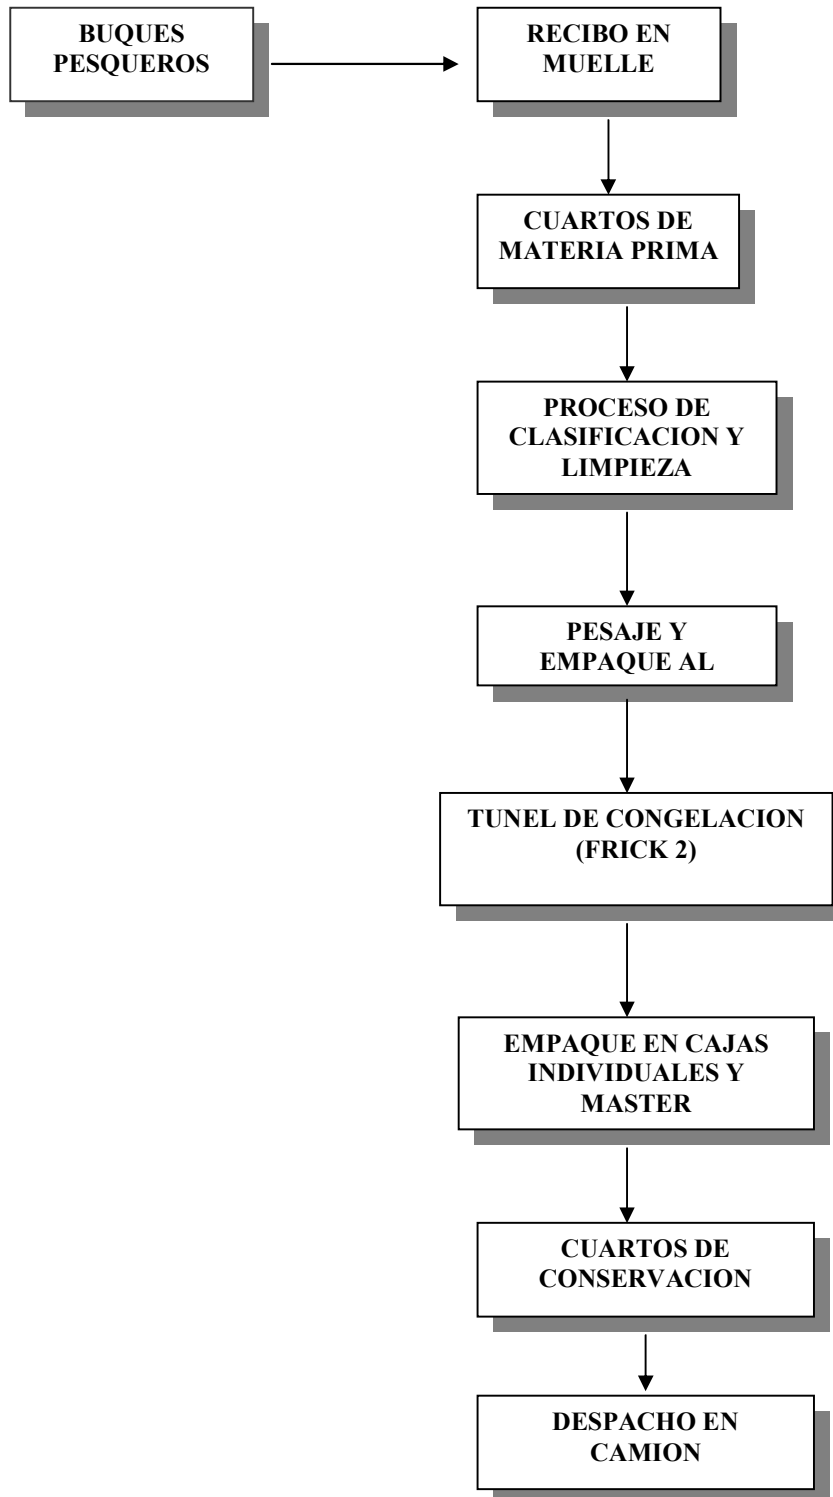 BUQUES
PESQUEROS
RECIBO EN
MUELLE
CUARTOS DE
MATERIA PRIMA
PROCESO DE
CLASIFICACION Y
LIMPIEZA
PESAJE Y
EMPAQUE AL
TUNEL DE CONGELACION
(FRICK 2)
EMPAQUE EN CAJAS
INDIVIDUALES Y
MASTER
CUARTOS DE
CONSERVACION
DESPACHO EN
CAMION